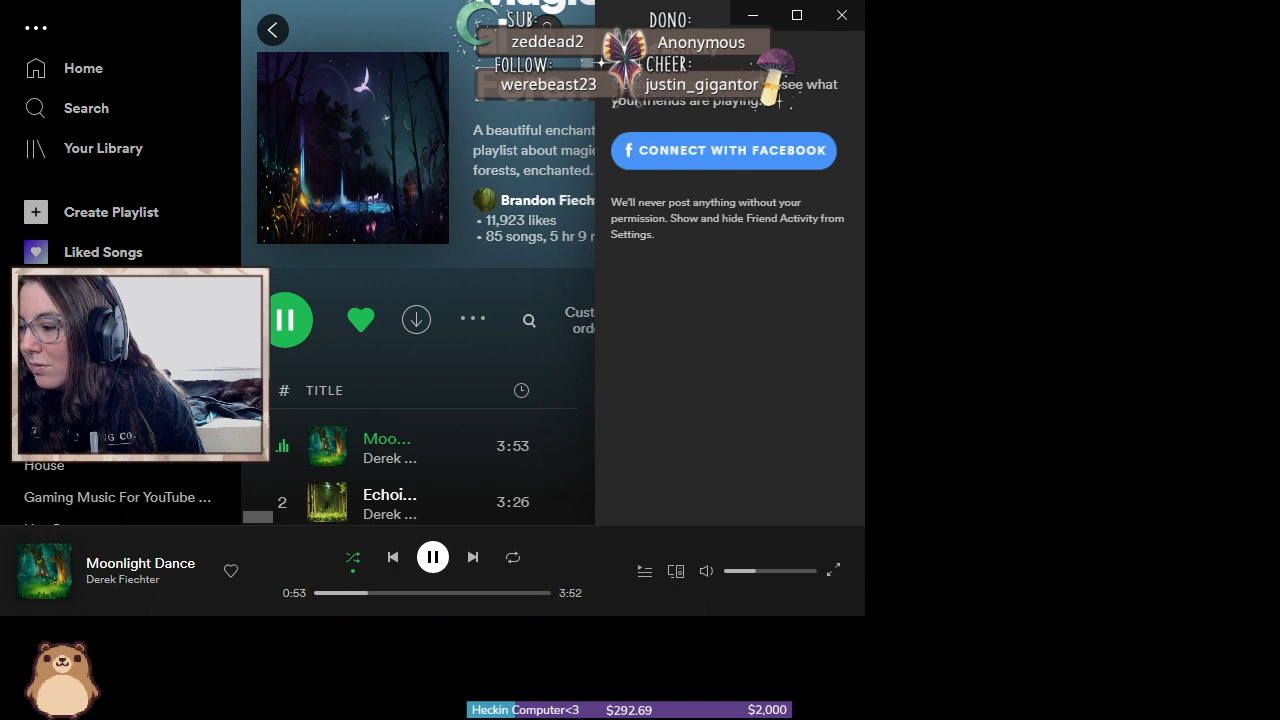 Home
Search
Your Library
Create Playlist
Liked Songs
House
Gaming Music For YouTube ...
SUB:
zeddead2
DONO:
Anonymous
FOLLOW:
werebeast23
CHEER:
justin_gigantor
A beautiful enchant
playlist about magic
forests, enchanted.
Brandon Fiech
• 11,923 likes
• 85 songs, 5 hr 9
Cust
orde
# TITLE
Moo...
Derek ...
3:53
2
Echoi...
Derek ...
3:26
see what
your friends are playing.
CONNECT WITH FACEBOOK
We'll never post anything without your
permission. Show and hide Friend Activity from
Settings.
Moonlight Dance
Derek Fiechter
0:53
3:52
Heckin Computer<3 $292.69 $2,000